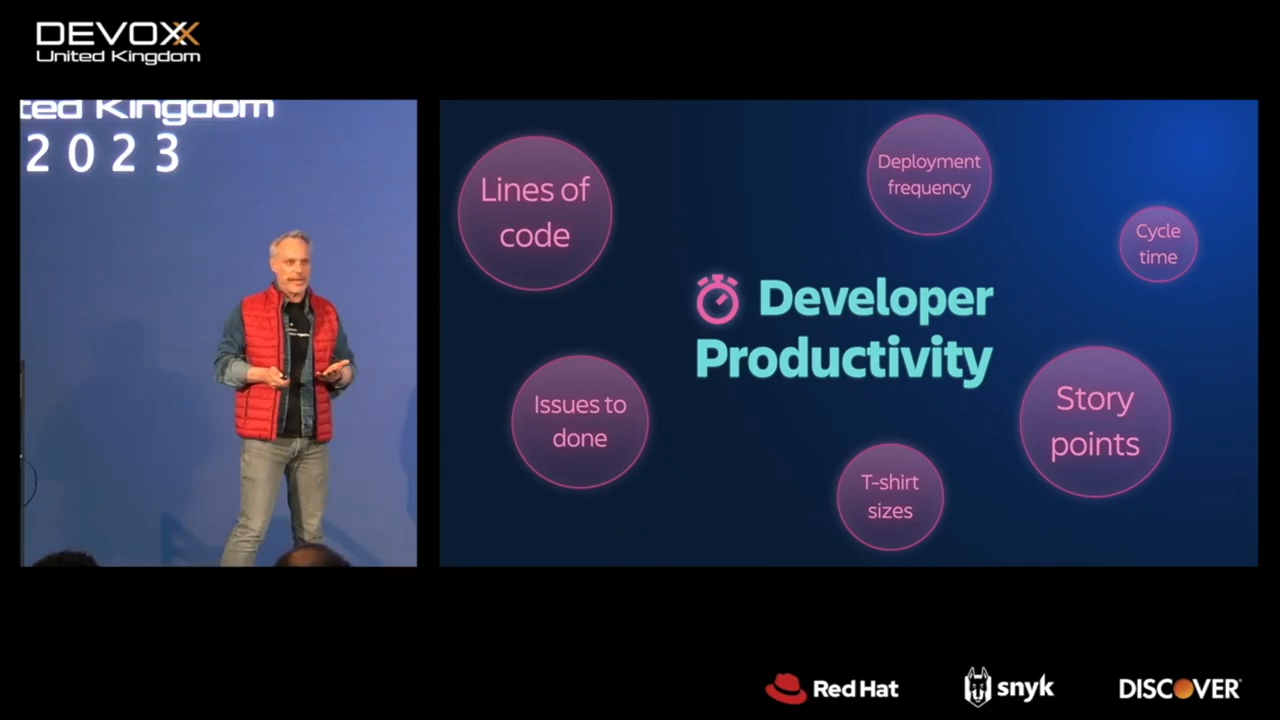 DEVOXX
United Kingdom
ted Kingdom
2023
Lines of
code
Deployment
frequency
Cycle
time
Developer
Productivity
Issues to
done
Story
points
T-shirt
sizes
Red Hat
snyk
DISCOVER